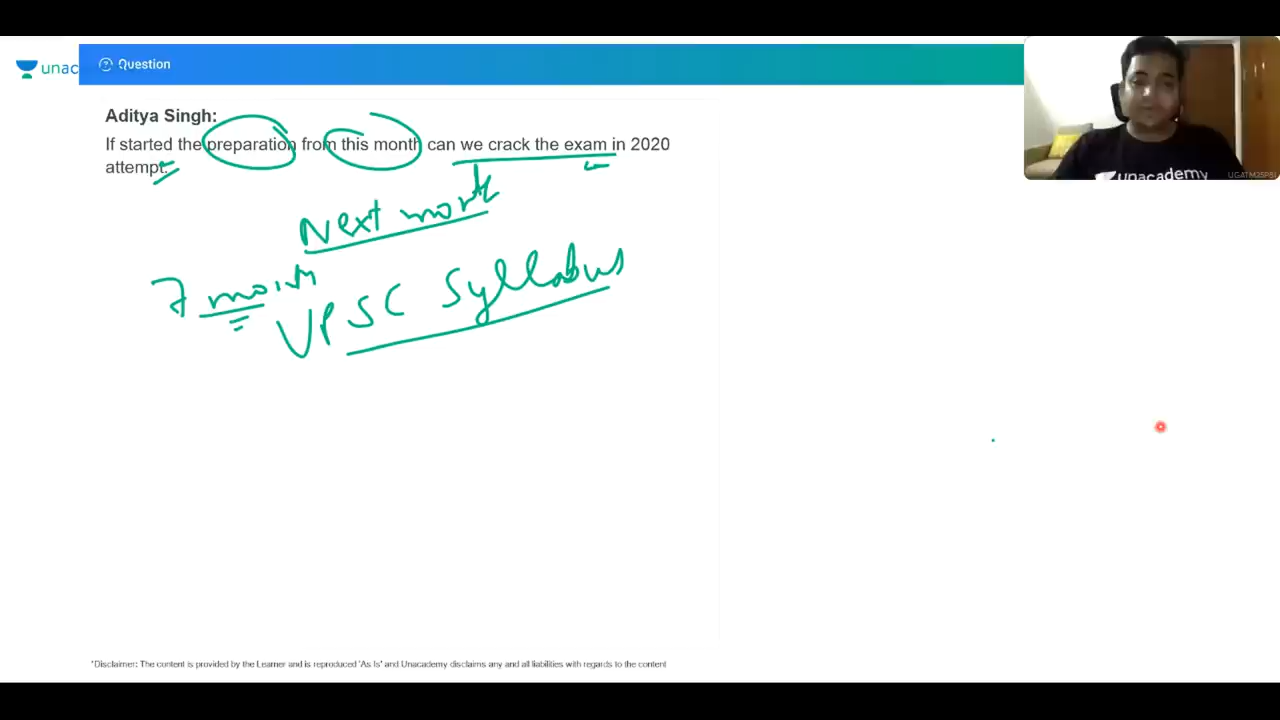 unac
Question
Aditya Singh:
If started the preparation from this month can we crack the exam in 2020
attempt.
Next month
7 month
UPSC Syllabus
unacademy
UGATM2SP81
*Disclaimer: The content is provided by the Learner and is reproduced 'As Is' and Unacademy disclaims any and all liabilities with regards to the content